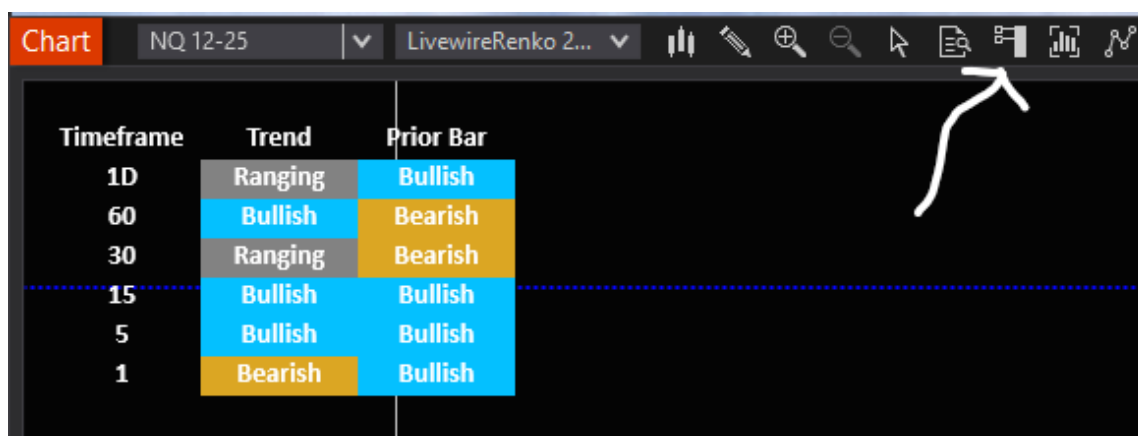 Chart NQ 12-25 LivewireRenko 2...
Timeframe Trend Prior Bar
1D Ranging Bullish
60 Bullish Bearish
30 Ranging Bearish
15 Bullish Bullish
5 Bullish Bullish
1 Bearish Bullish